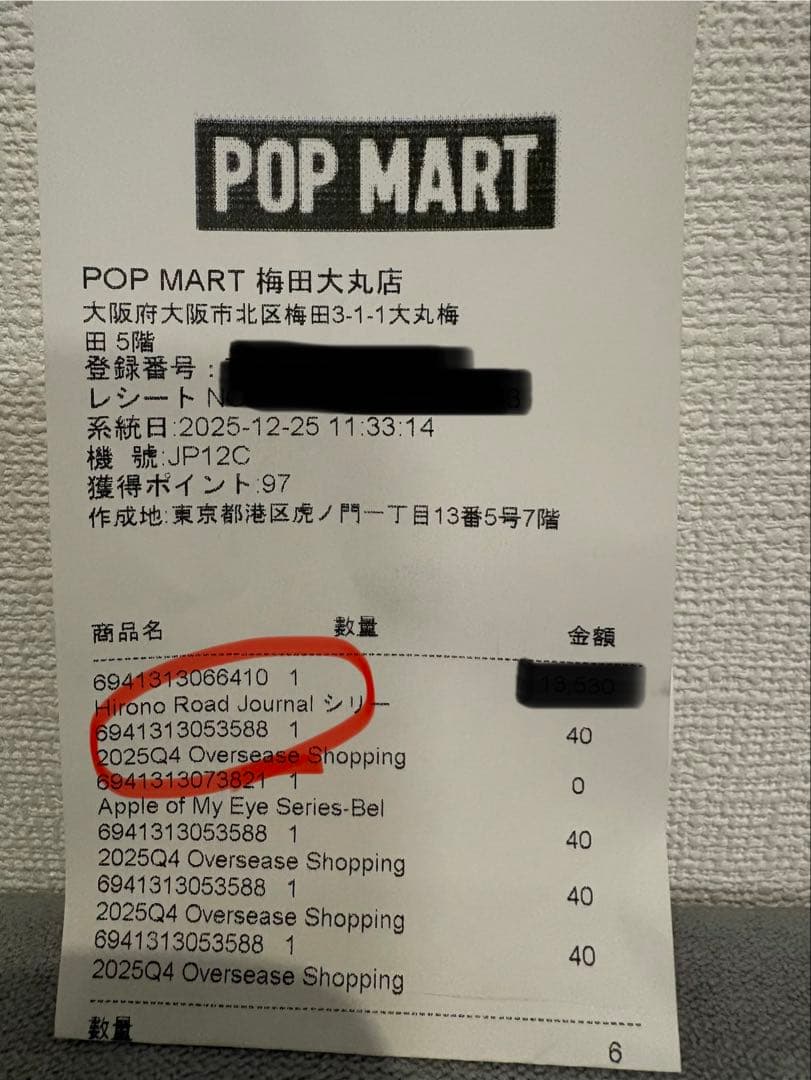 POP MART
POP MART 梅田大丸店
大阪府大阪市北区梅田3-1-1大丸梅
田 5階
登録番号:
レシート N
系統日:2025-12-25 11:33:14
機 號:JP12C
獲得ポイント:97
作成地:東京都港区虎ノ門一丁目13番5号7階
商品名 數量 金額
6941313066410 1
Hirono Road Journal シリー
6941313053588 1 40
2025Q4 Oversease Shopping
6941313073821 1 0
Apple of My Eye Series-Bel
6941313053588 1 40
2025Q4 Oversease Shopping
6941313053588 1 40
2025Q4 Oversease Shopping
6941313053588 1 40
2025Q4 Oversease Shopping
數量 6